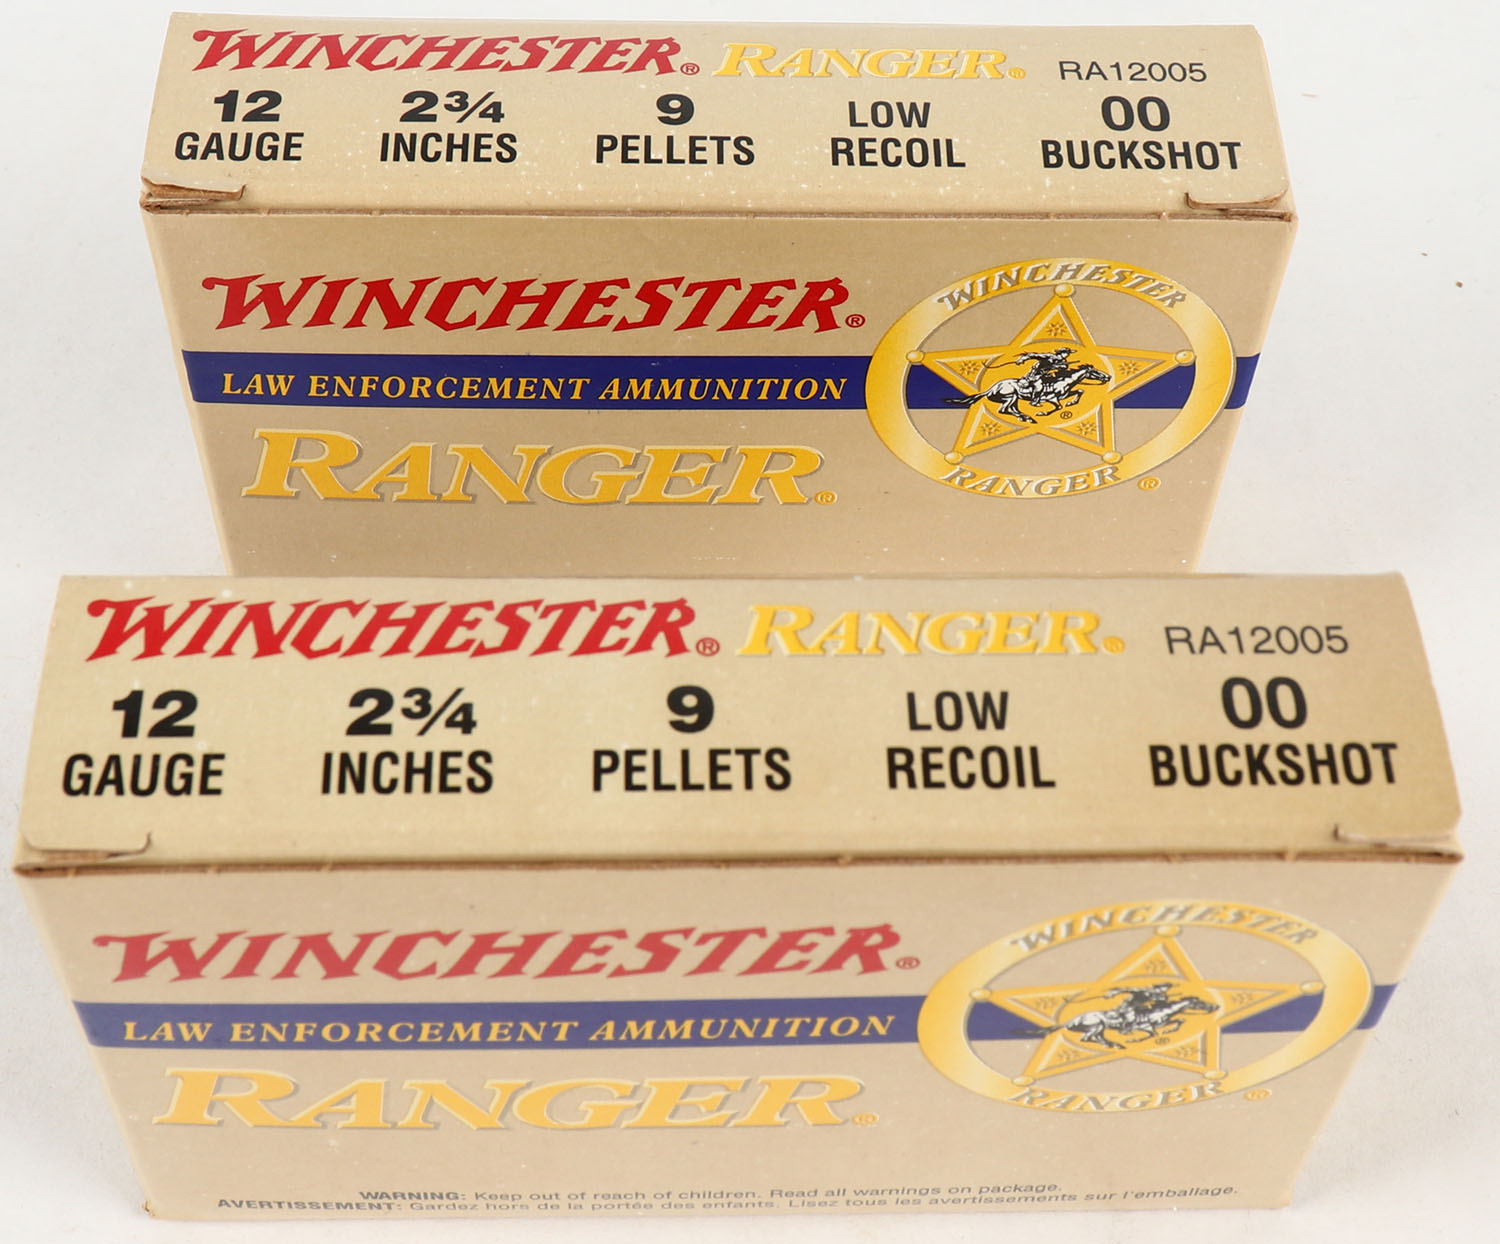 WINCHESTER® RANGER® RA12005
12 2¾ 9 LOW 00
GAUGE INCHES PELLETS RECOIL BUCKSHOT
WINCHESTER®
LAW ENFORCEMENT AMMUNITION
RANGER®
WINCHESTER
®
RANGER ®
WINCHESTER® RANGER® RA12005
12 2¾ 9 LOW 00
GAUGE INCHES PELLETS RECOIL BUCKSHOT
WINCHESTER®
LAW ENFORCEMENT AMMUNITION
RANGER®
WINCHESTER
®
RANGER ®
WARNING: Keep out of reach of children. Read all warnings on package.
AVERTISSEMENT: Gardez hors de la portée des enfants. Lisez tous les avertissements sur l'emballage.